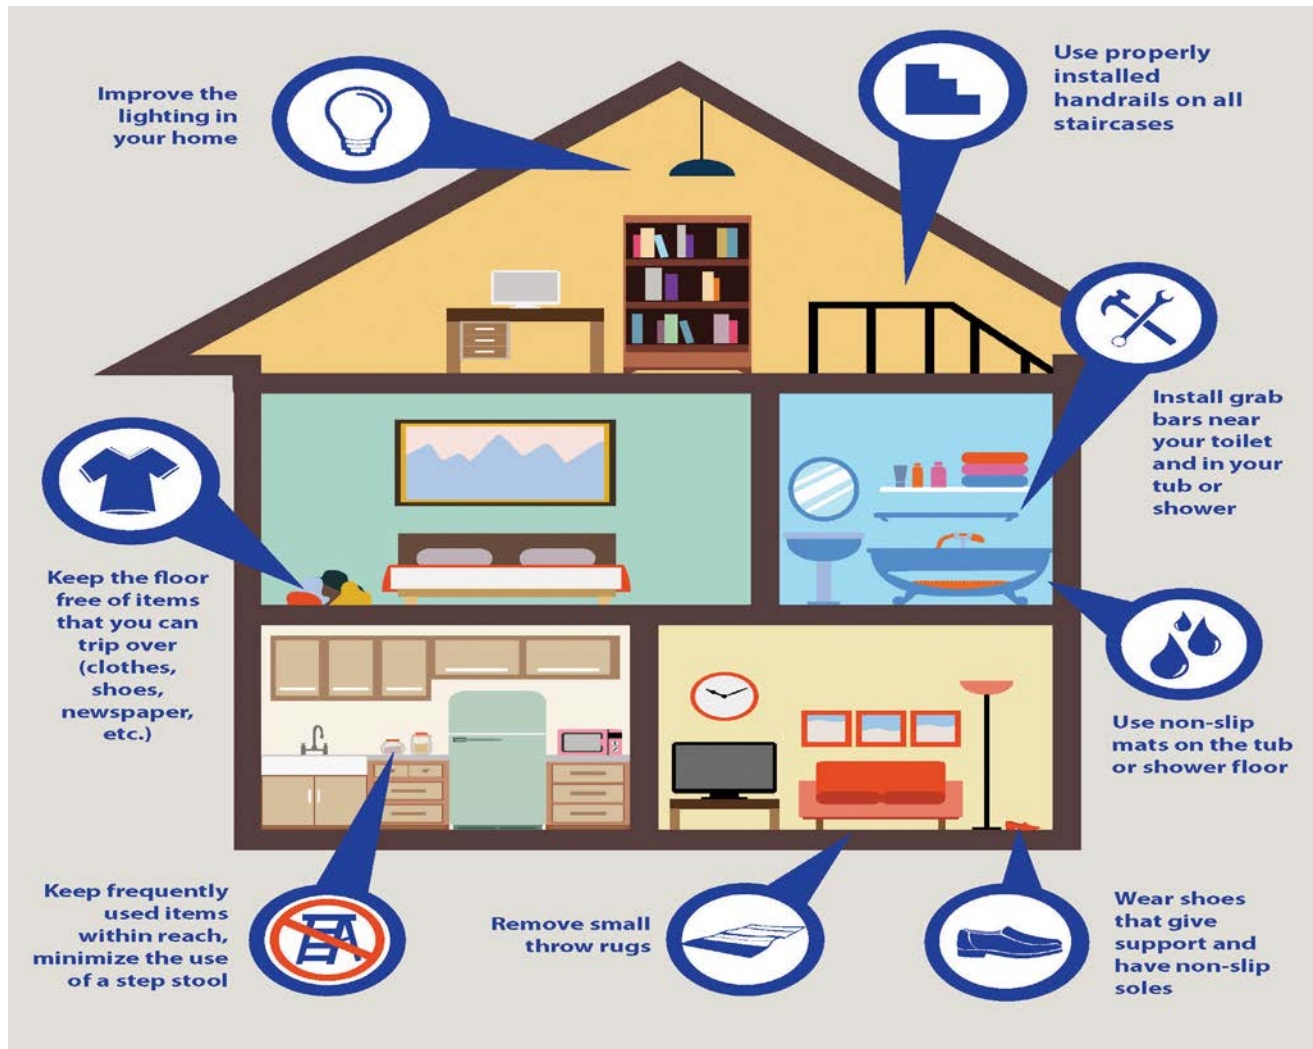 Improve the
lighting in
your home
Use properly
installed
handrails on all
staircases
Install grab
bars near
your toilet
and in your
tub or
shower
Keep the floor
free of items
that you can
trip over
(clothes,
shoes,
newspaper,
etc.)
Use non-slip
mats on the tub
or shower floor
Keep frequently
used items
within reach,
minimize the use
of a step stool
Remove small
throw rugs
Wear shoes
that give
support and
have non-slip
soles